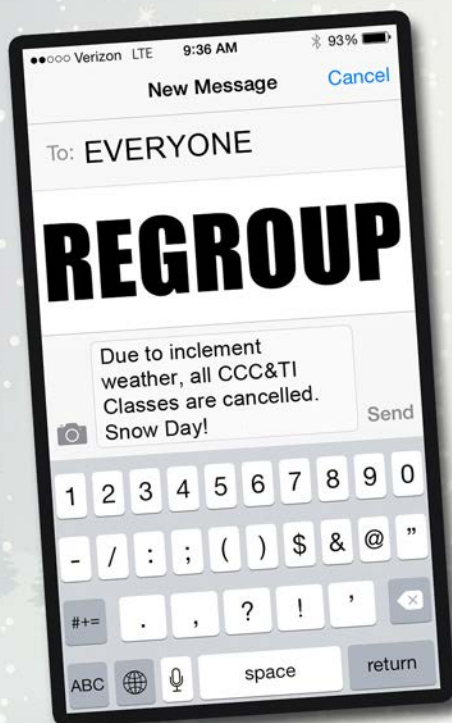 ●●○○○ Verizon LTE 9:36 AM 93%
New Message Cancel
To: EVERYONE
REGROUP
Due to inclement
weather, all CCC&TI
Classes are cancelled.
Snow Day!
Send
1 2 3 4 5 6 7 8 9 0
- / : ; ( ) $ & @ "
#+= . , ? ! '
ABC space return